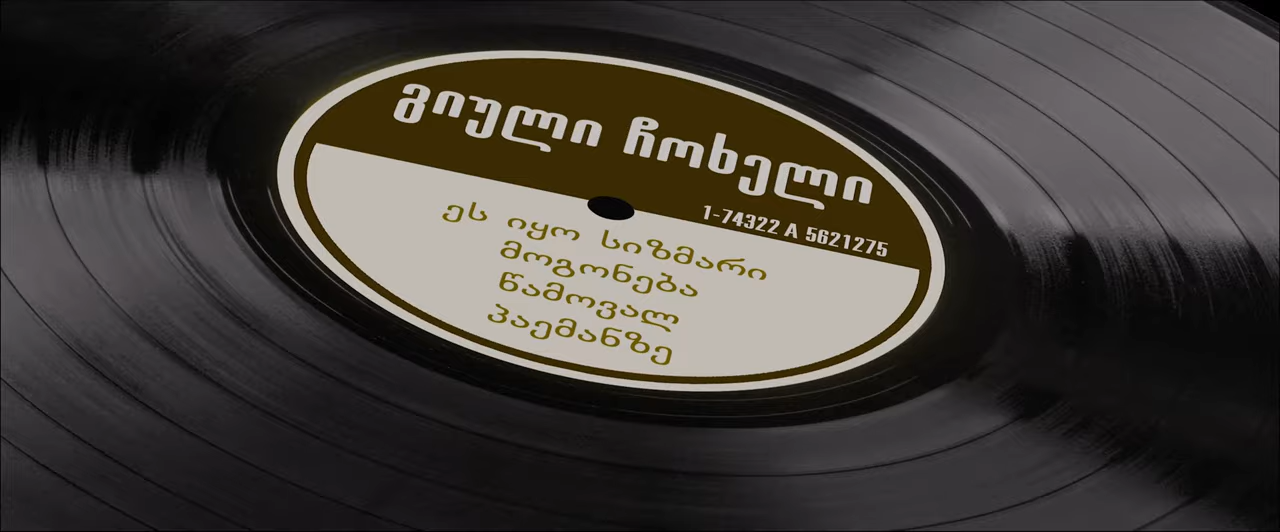 გიული ჩოხელი
1-74322 A 5621275
ეს იყო სიზმარი
მოგონება
წამოვალ
პაემანზე